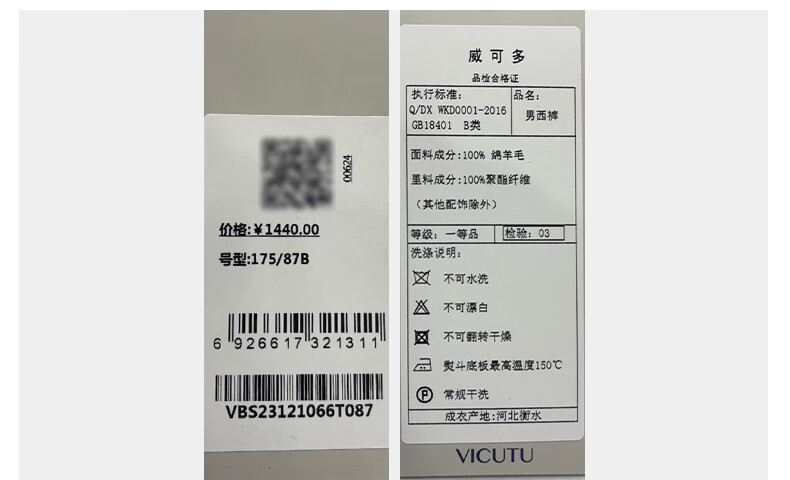 00624
价格:￥1440.00
号型:175/87B
6 926617 321311
VBS23121066T087
威可多
品检合格证
执行标准:
Q/DX WKD0001-2016
GB18401 B类
品名:
男西裤
面料成分:100% 绵羊毛
里料成分:100%聚酯纤维
(其他配饰除外)
等级: 一等品
检验: 03
洗涤说明:
不可水洗
不可漂白
不可翻转干燥
熨斗底板最高温度150℃
P 常规干洗
成衣产地:河北衡水
VICUTU